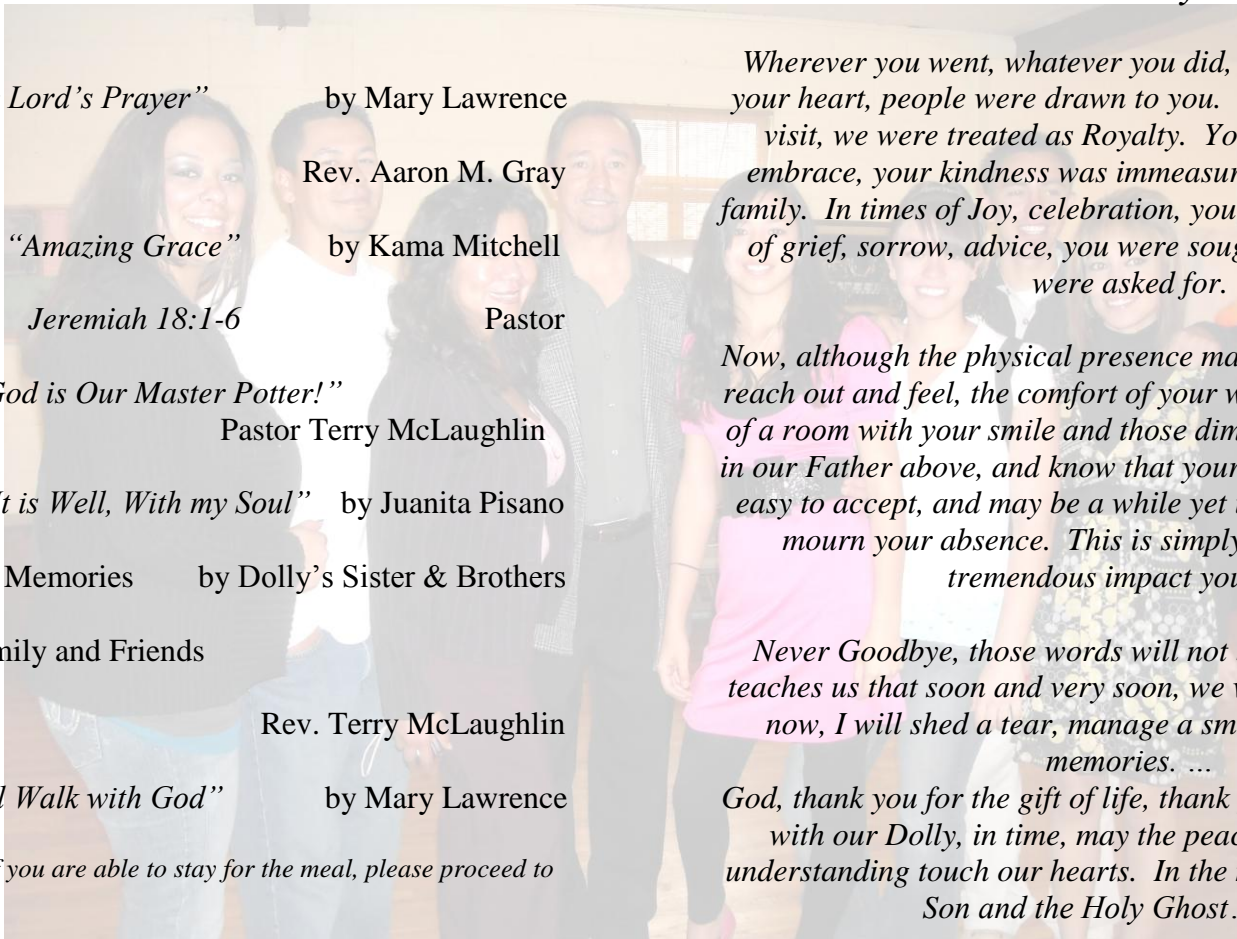 Lord's Prayer” by Mary Lawrence
Rev. Aaron M. Gray
“Amazing Grace” by Kama Mitchell
Jeremiah 18:1-6 Pastor
God is Our Master Potter!”
Pastor Terry McLaughlin
It is Well, With my Soul” by Juanita Pisano
Memories by Dolly’s Sister & Brothers
and Friends
Rev. Terry McLaughlin
Walk with God” by Mary Lawrence
you are able to stay for the meal, please proceed to
Wherever you went, whatever you did,
your heart, people were drawn to you.
visit, we were treated as Royalty.
embrace, your kindness was
family. In times of Joy, celebration, you
of grief, sorrow, advice, you were
were asked for.
Now, although the physical presence
reach out and feel, the comfort of your
of a room with your smile and those
in our Father above, and know that your
easy to accept, and may be a while yet
mourn your absence. This is simply
tremendous impact
Never Goodbye, those words will not
teaches us that soon and very soon, we
now, I will shed a tear, manage a
memories. ...
God, thank you for the gift of life, thank
with our Dolly, in time, may the
understanding touch our hearts. In the
Son and the Holy Ghost